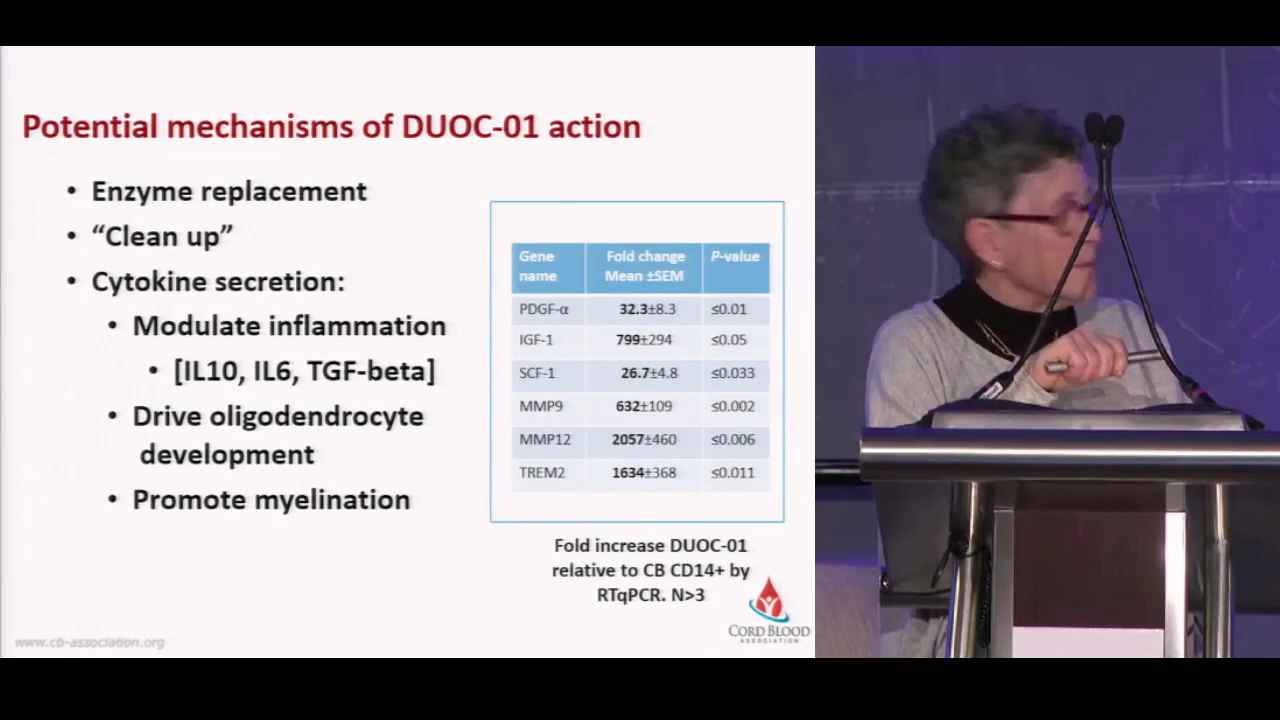 Potential mechanisms of DUOC-01 action
• Enzyme replacement
• “Clean up”
• Cytokine secretion:
• Modulate inflammation
• [IL10, IL6, TGF-beta]
• Drive oligodendrocyte
development
• Promote myelination
Gene name Fold change Mean ±SEM P-value
PDGF-α 32.3±8.3 ≤0.01
IGF-1 799±294 ≤0.05
SCF-1 26.7±4.8 ≤0.033
MMP9 632±109 ≤0.002
MMP12 2057±460 ≤0.006
TREM2 1634±368 ≤0.011
Fold increase DUOC-01
relative to CB CD14+ by
RTqPCR. N>3
CORD BLOOD
ASSOCIATION
www.cb-association.org